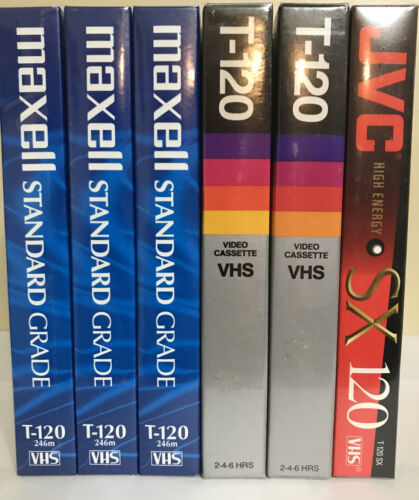 maxell STANDARD GRADE
T-120
246m
VHS
maxell STANDARD GRADE
T-120
246m
VHS
maxell STANDARD GRADE
T-120
246m
VHS
T-120
VIDEO
CASSETTE
VHS
2-4-6 HRS
T-120
VIDEO
CASSETTE
VHS
2-4-6 HRS
JVC
HIGH ENERGY
SX 120
VHS
T-120 SX